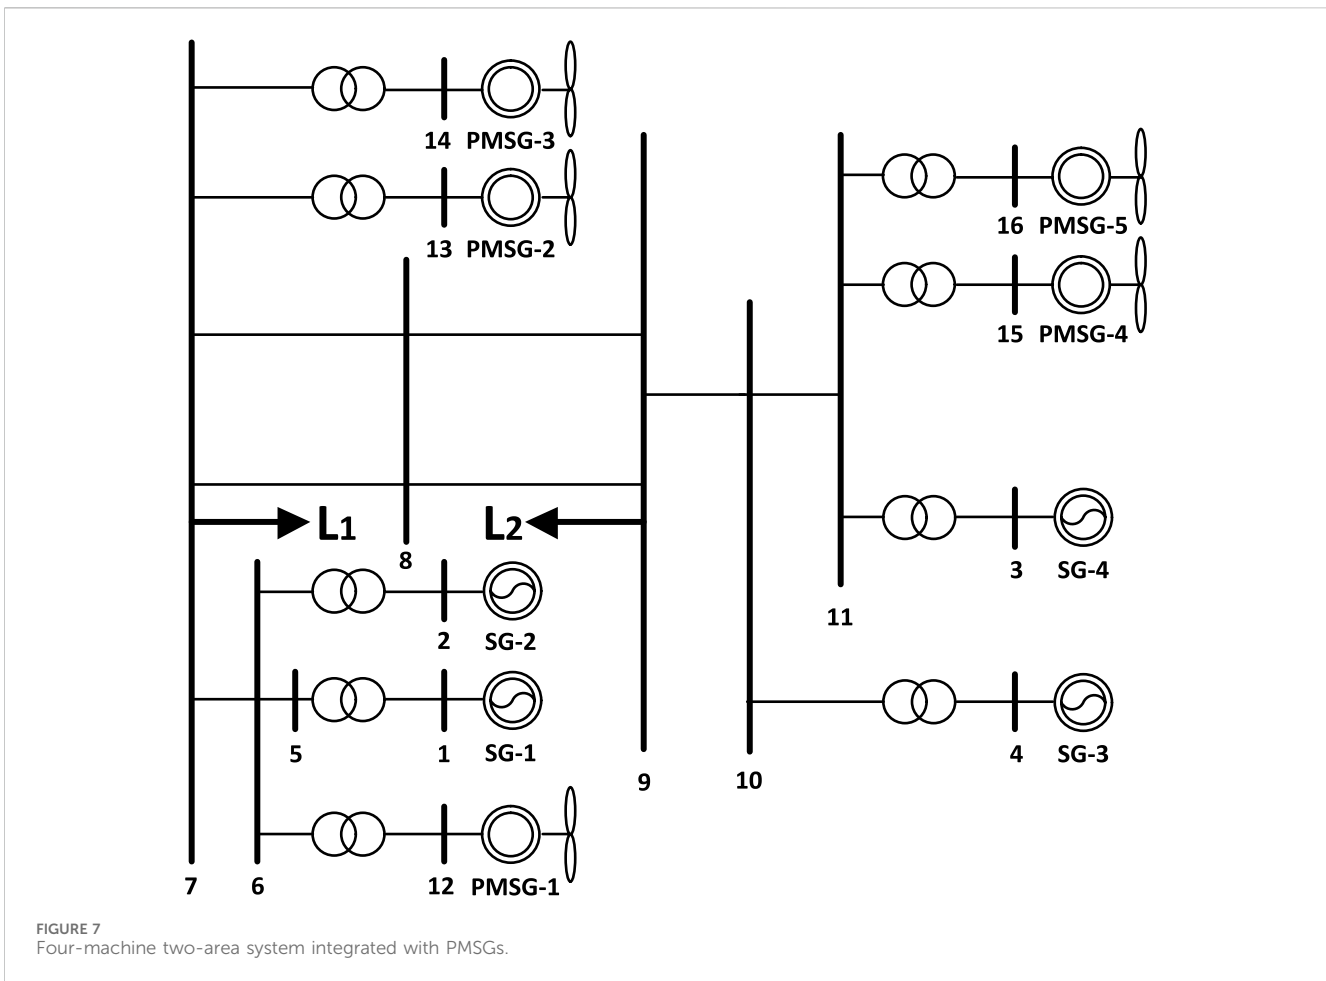 14 PMSG-3
13 PMSG-2
16 PMSG-5
15 PMSG-4
L1
L2
8
2
SG-2
3
SG-4
11
5
1
SG-1
9
10
4
SG-3
7
6
12 PMSG-1
FIGURE 7
Four-machine two-area system integrated with PMSGs.